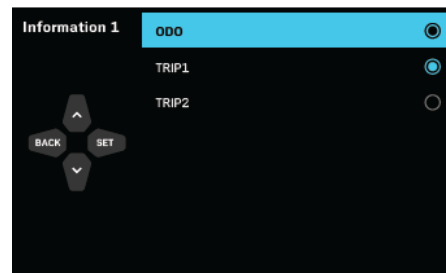 Information 1
ODO
TRIP1
TRIP2
BACK
SET